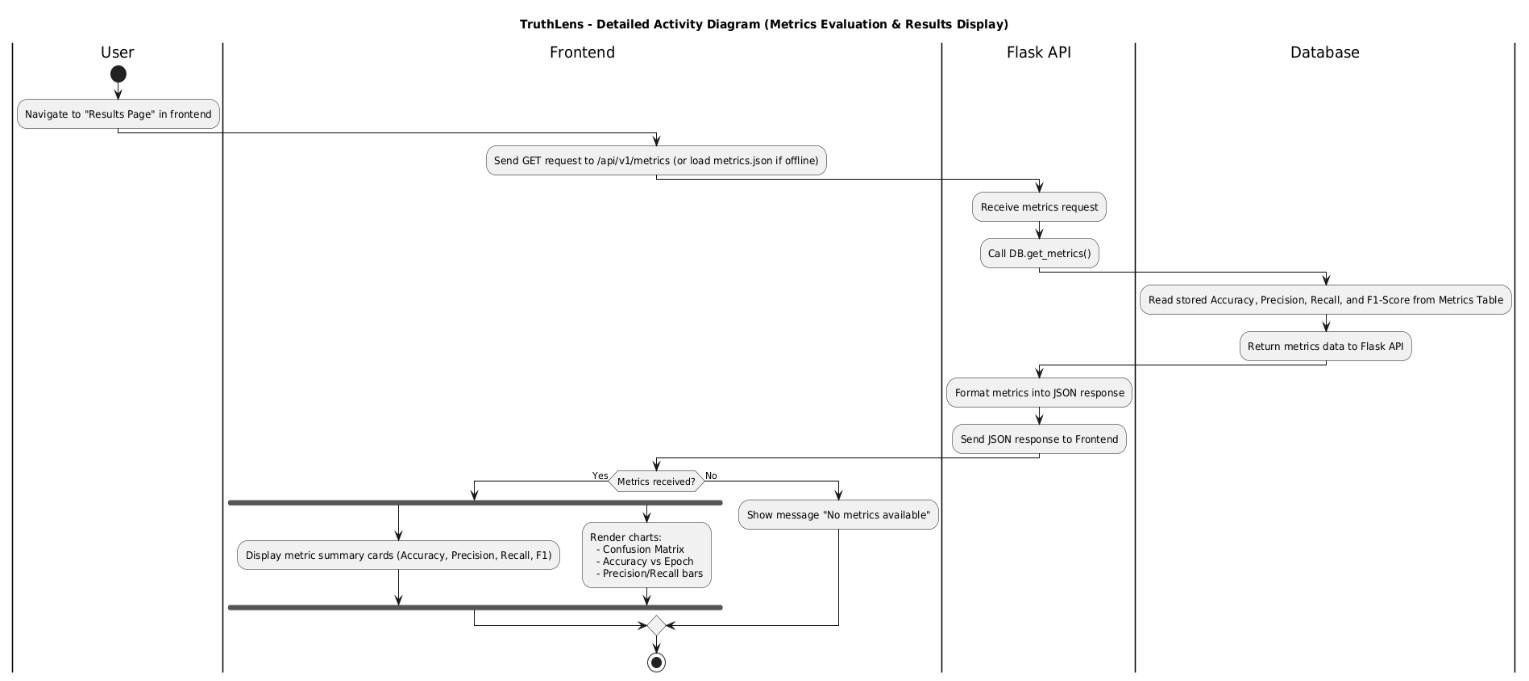 TruthLens - Detailed Activity Diagram (Metrics Evaluation & Results Display)
User
Frontend
Flask API
Database
Navigate to "Results Page" in frontend
Send GET request to /api/v1/metrics (or load metrics.json if offline)
Receive metrics request
Call DB.get_metrics()
Read stored Accuracy, Precision, Recall, and F1-Score from Metrics Table
Return metrics data to Flask API
Format metrics into JSON response
Send JSON response to Frontend
Yes
Metrics received?
No
Show message "No metrics available"
Display metric summary cards (Accuracy, Precision, Recall, F1)
Render charts:
- Confusion Matrix
- Accuracy vs Epoch
- Precision/Recall bars